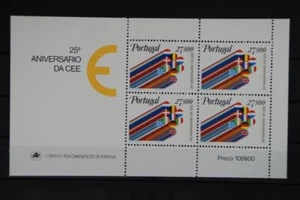 25º
ANIVERSARIO
DA CEE
Portugal
27$00
Portugal
27$00
Portugal
27$00
Portugal
27$00
CORREIOS E TELECOMUNICAÇÕES DE PORTUGAL
Preço 108$00